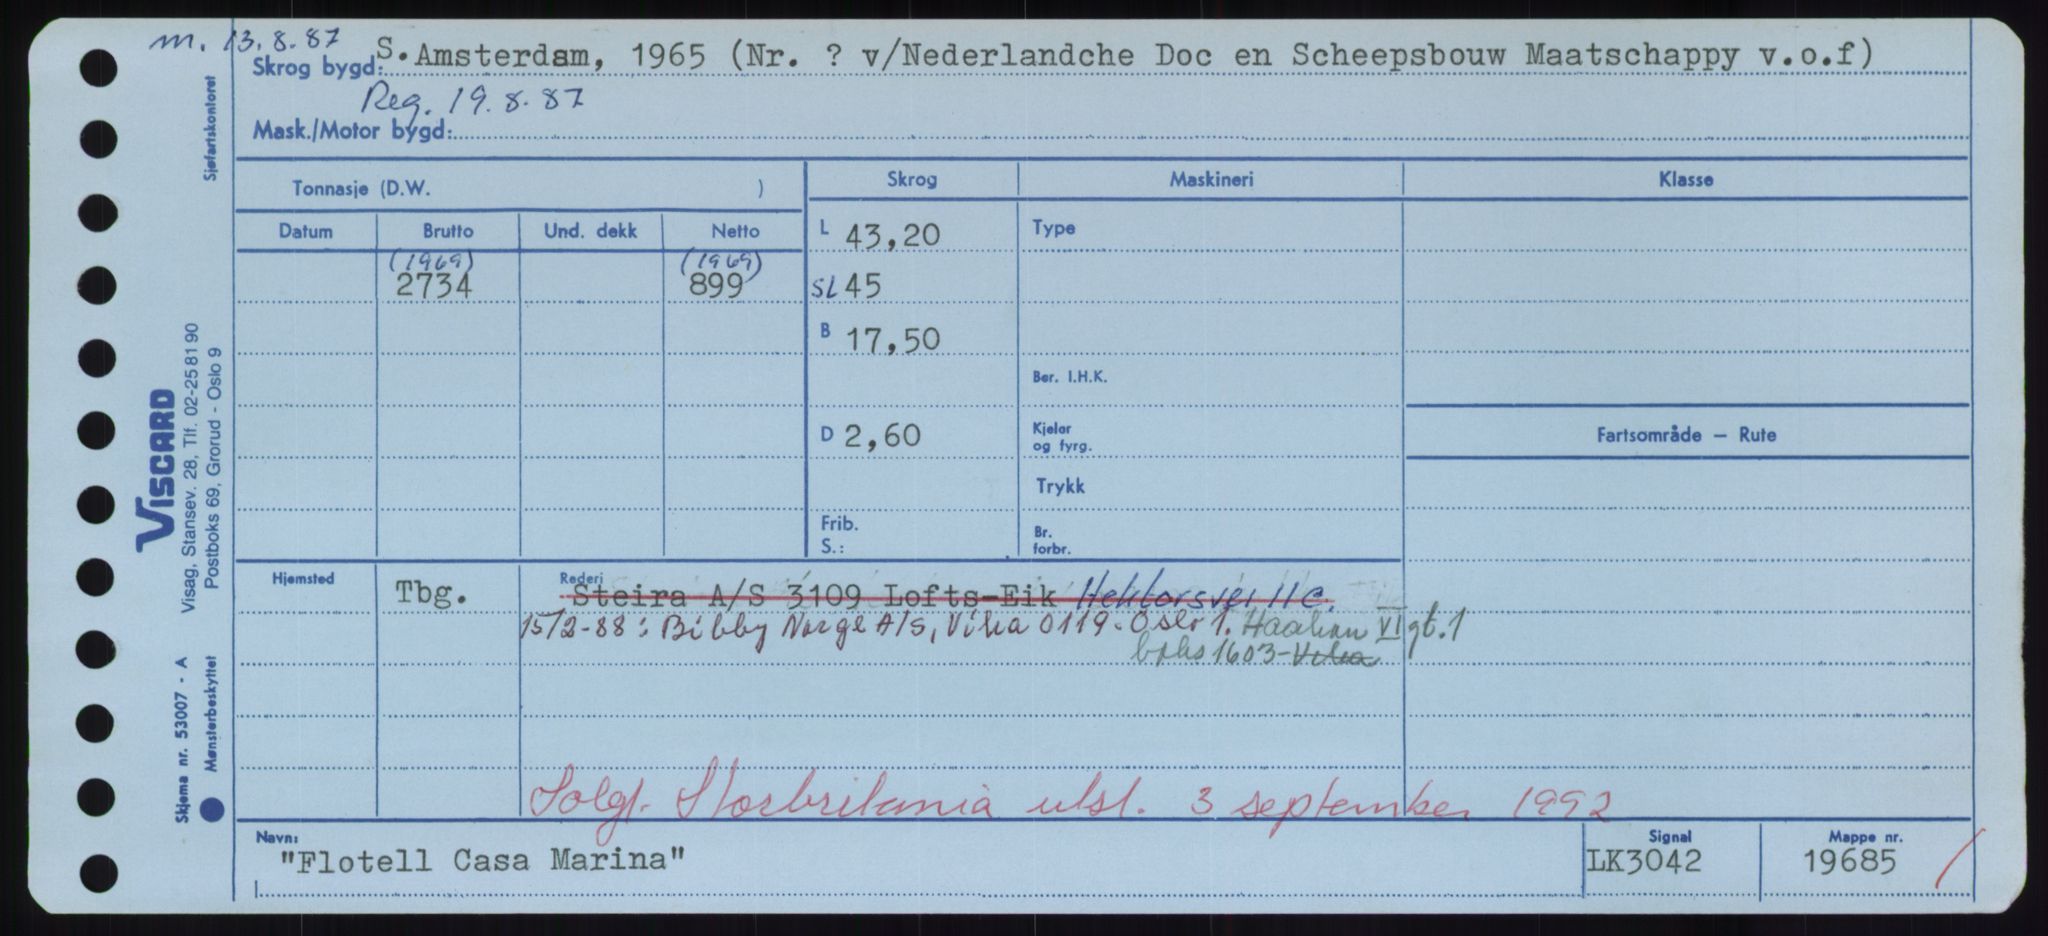 m. 13.8.87
Skrog bygd: S. Amsterdam, 1965 (Nr. ? v/Nederlandche Doc en Scheepsbouw Maatschappy v.o.f)
Reg. 19.8.87
Mask./Motor bygd:
Sjøfartskontoret
Tonnasje (D.W. )
Skrog Maskineri Klasse
Datum Brutto Und. dekk Netto
L 43,20 Type
(1969) (1969)
2734 899 SL 45
B 17,50
Ber. I.H.K.
D 2,60 Kjeler og fyrg.
Fartsområde — Rute
Trykk
Frib. S.: Br. forbr.
VISCARD
Visag, Stansev. 28, Tlf. 02-25 81 90
Postboks 69, Grorud - Oslo 9
Skjema nr. 53007 - A
Mønsterbeskyttet
Hjemsted Tbg. Rederi Steira A/S 3109 Lofts-Eik Hektorsvei 11c.
15/2-88: Bibby Norge A/S, Vika 0119-Oslo 1. Haakon VI gt. 1
boks 1603-Vika
Solgt. Storbritania utsl. 3 september 1992
Navn: Signal Mappe nr.
"Flotell Casa Marina" LK3042 19685